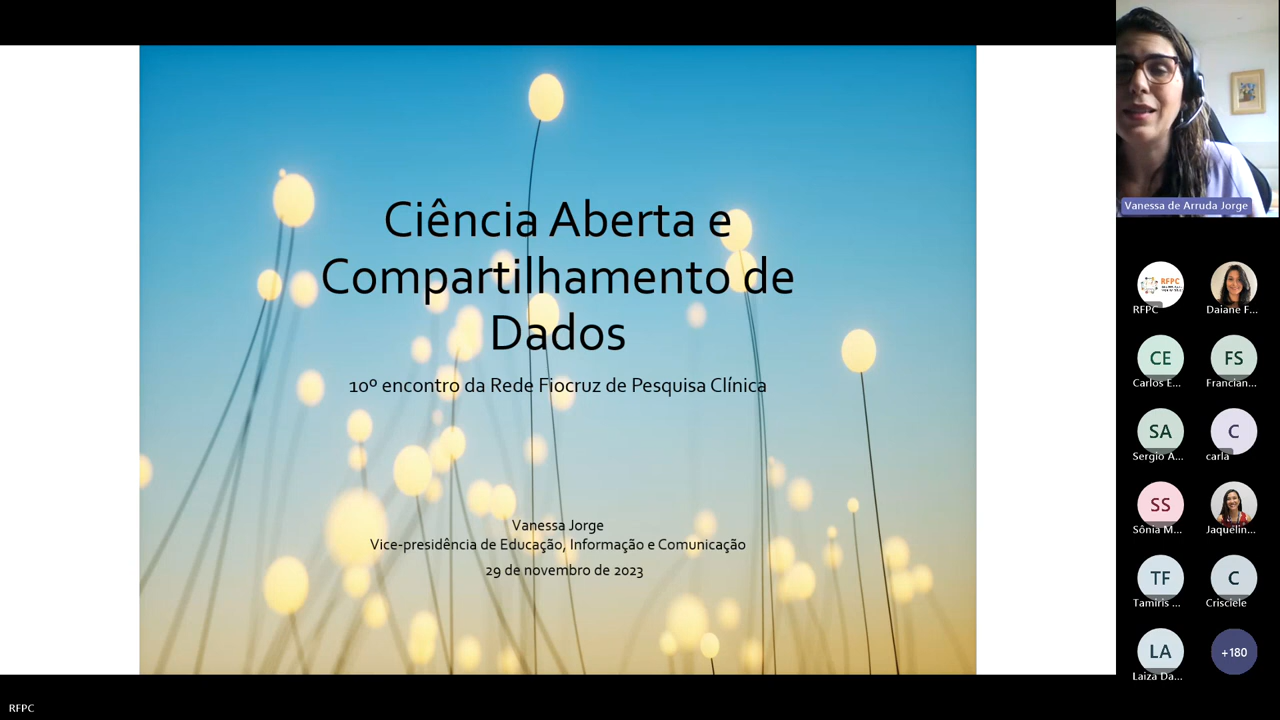 Ciência Aberta e
Compartilhamento de
Dados
10º encontro da Rede Fiocruz de Pesquisa Clínica
Vanessa Jorge
Vice-presidência de Educação, Informação e Comunicação
29 de novembro de 2023
Vanessa de Arruda Jorge
RFPC
RFPC
Daiane F...
CE
Carlos E...
FS
Francian...
SA
Sergio A...
C
carla
SS
Sônia M...
Jaquelin...
TF
Tamiris ...
C
Crisciele
LA
Laiza Da...
+180
RFPC